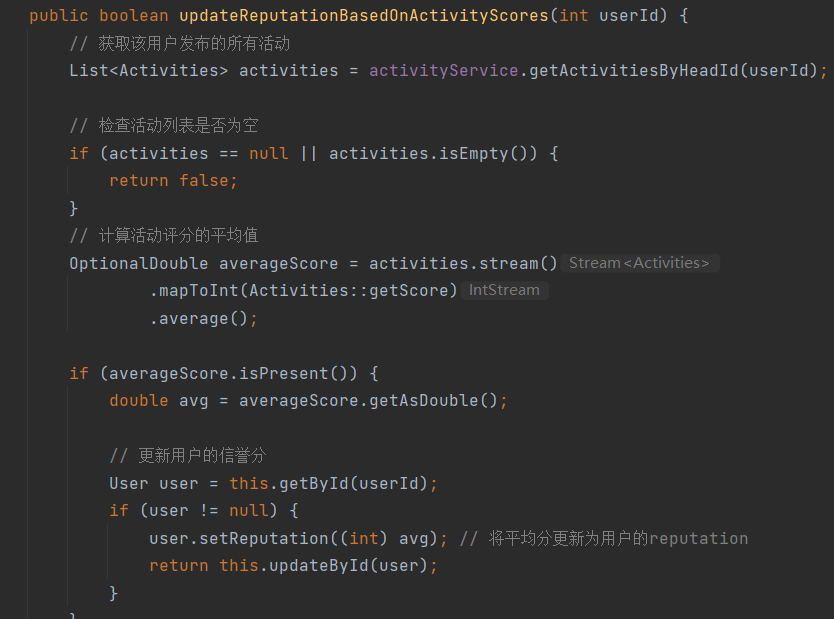 public boolean updateReputationBasedOnActivityScores(int userId) {
// 获取该用户发布的所有活动
List<Activities> activities = activityService.getActivitiesByHeadId(userId);
// 检查活动列表是否为空
if (activities == null || activities.isEmpty()) {
return false;
}
// 计算活动评分的平均值
OptionalDouble averageScore = activities.stream() Stream<Activities>
.mapToInt(Activities::getScore) IntStream
.average();
if (averageScore.isPresent()) {
double avg = averageScore.getAsDouble();
// 更新用户的信誉分
User user = this.getById(userId);
if (user != null) {
user.setReputation((int) avg); // 将平均分更新为用户的reputation
return this.updateById(user);
}
}